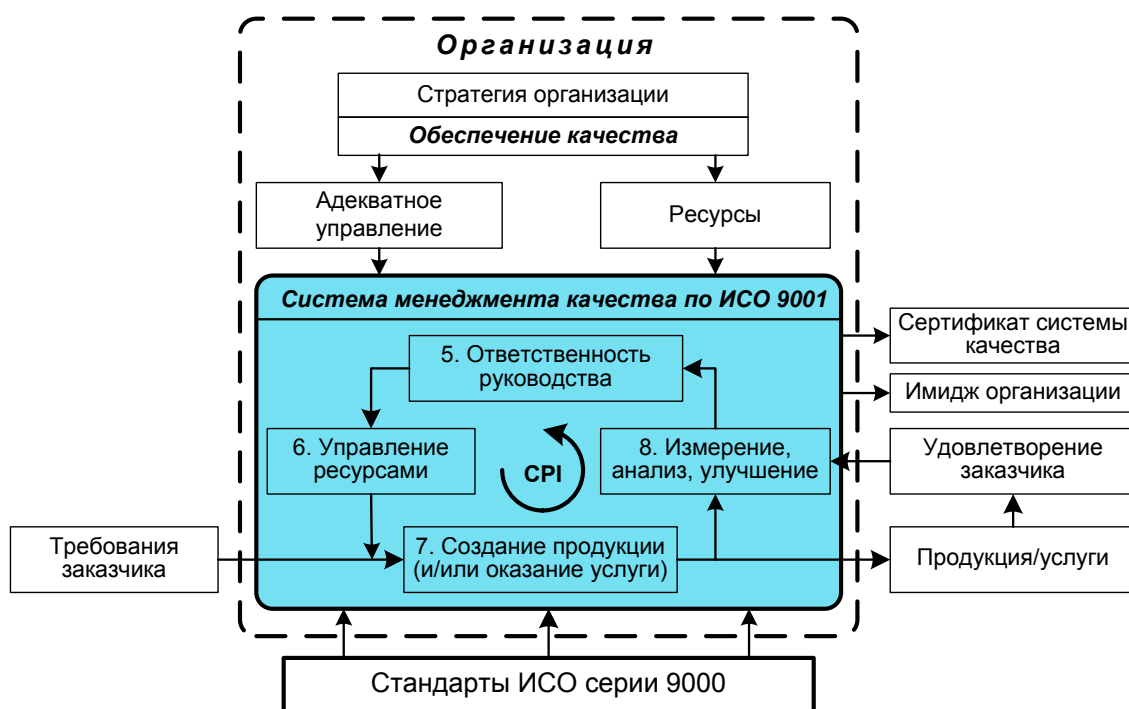 Организация
Стратегия организации
Обеспечение качества
Адекватное
управление
Ресурсы
Система менеджмента качества по ИСО 9001
5. Ответственность
руководства
6. Управление
ресурсами
CPI
8. Измерение,
анализ, улучшение
7. Создание продукции
(и/или оказание услуги)
Требования
заказчика
Сертификат системы
качества
Имидж организации
Удовлетворение
заказчика
Продукция/услуги
Стандарты ИСО серии 9000